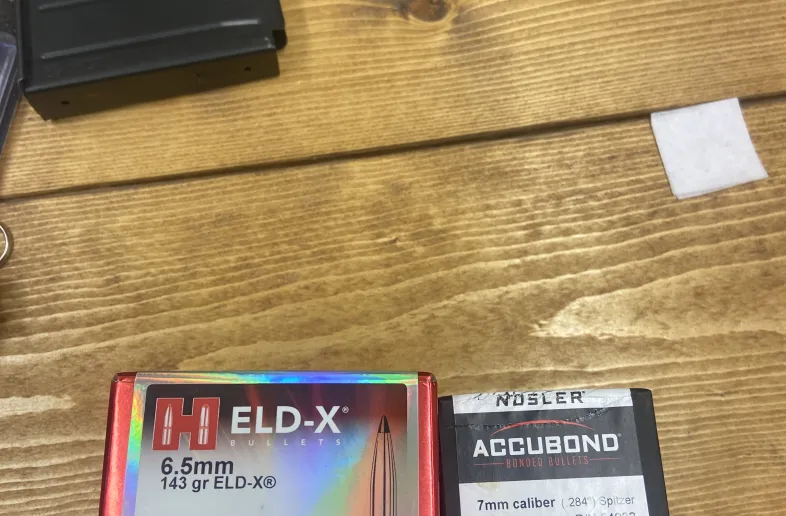 H ELD-X®
BULLETS
6.5mm
143 gr ELD-X®
NOSLER®
ACCUBOND®
BONDED BULLETS
7mm caliber (.284") Spitzer